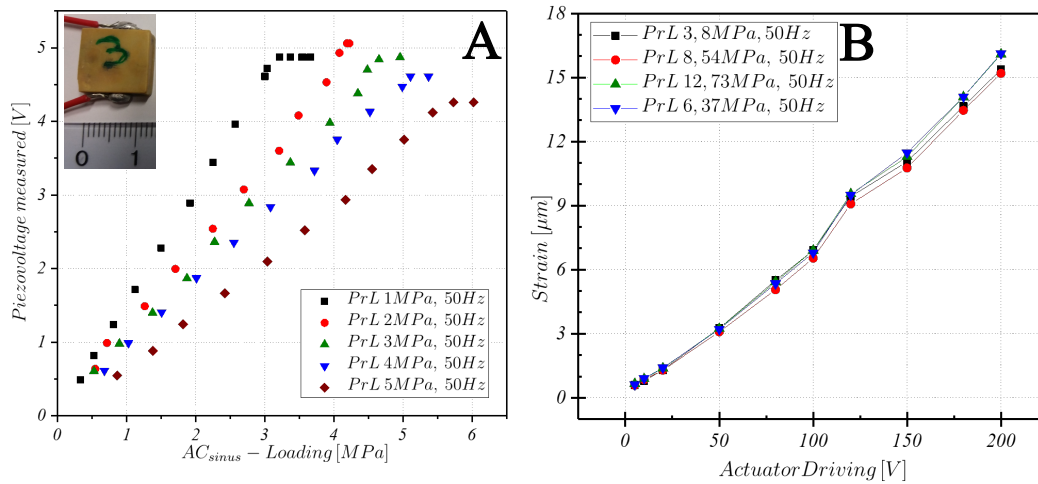 A
3
0 1
Piezovoltage measured [V]
5
4
3
2
1
0
PrL 1MPa, 50Hz
PrL 2MPa, 50Hz
PrL 3MPa, 50Hz
PrL 4MPa, 50Hz
PrL 5MPa, 50Hz
0 1 2 3 4 5 6
ACsinus − Loading [MPa]
B
PrL 3, 8MPa, 50Hz
PrL 8, 54MPa, 50Hz
PrL 12, 73MPa, 50Hz
PrL 6, 37MPa, 50Hz
Strain [μm]
18
15
12
9
6
3
0
0 50 100 150 200
Actuator Driving [V]